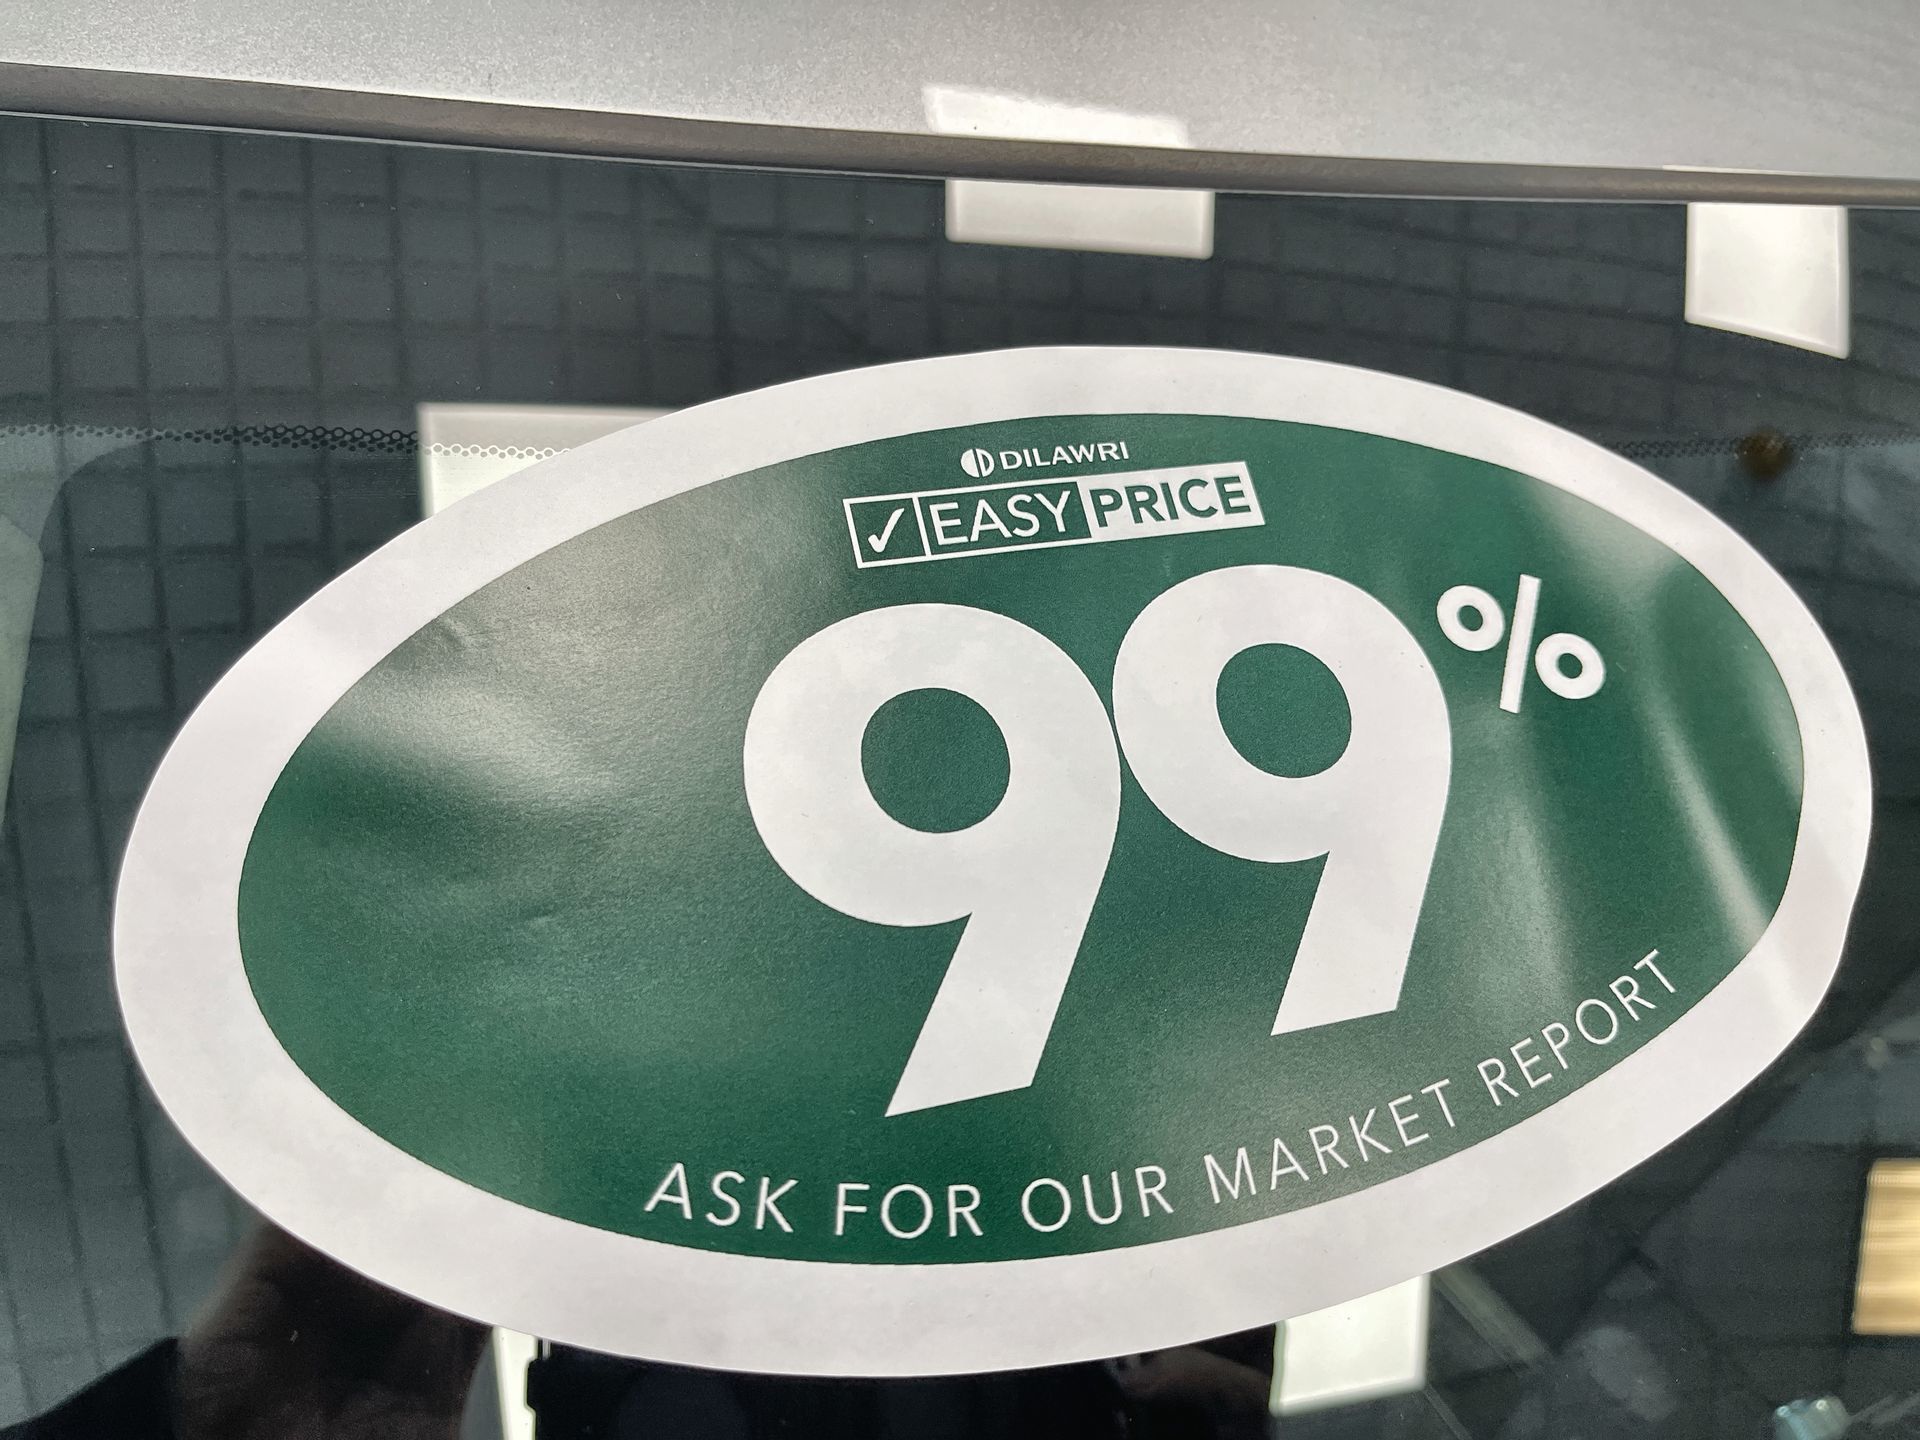 DILAWRI
✓ EASY PRICE
99%
ASK FOR OUR MARKET REPORT